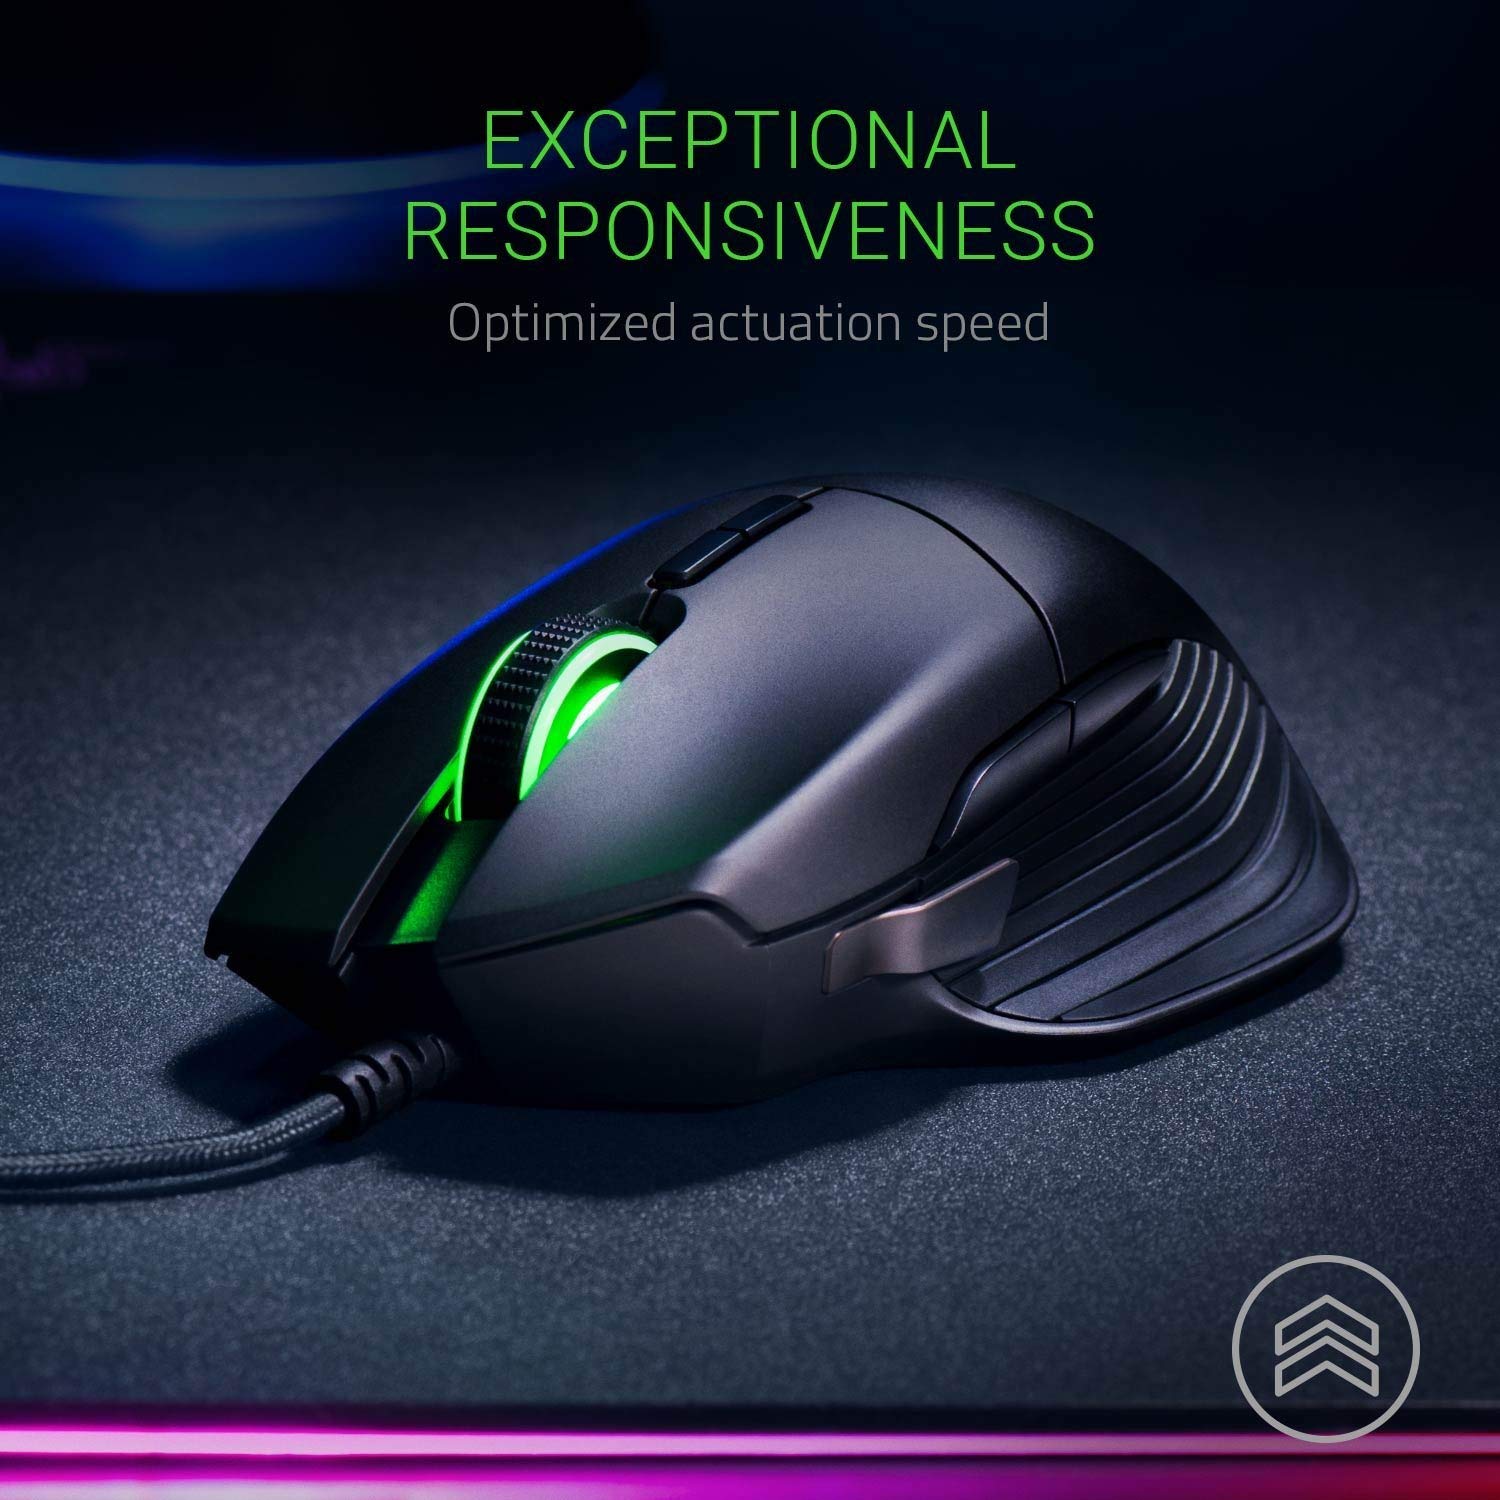 EXCEPTIONAL
RESPONSIVENESS
Optimized actuation speed